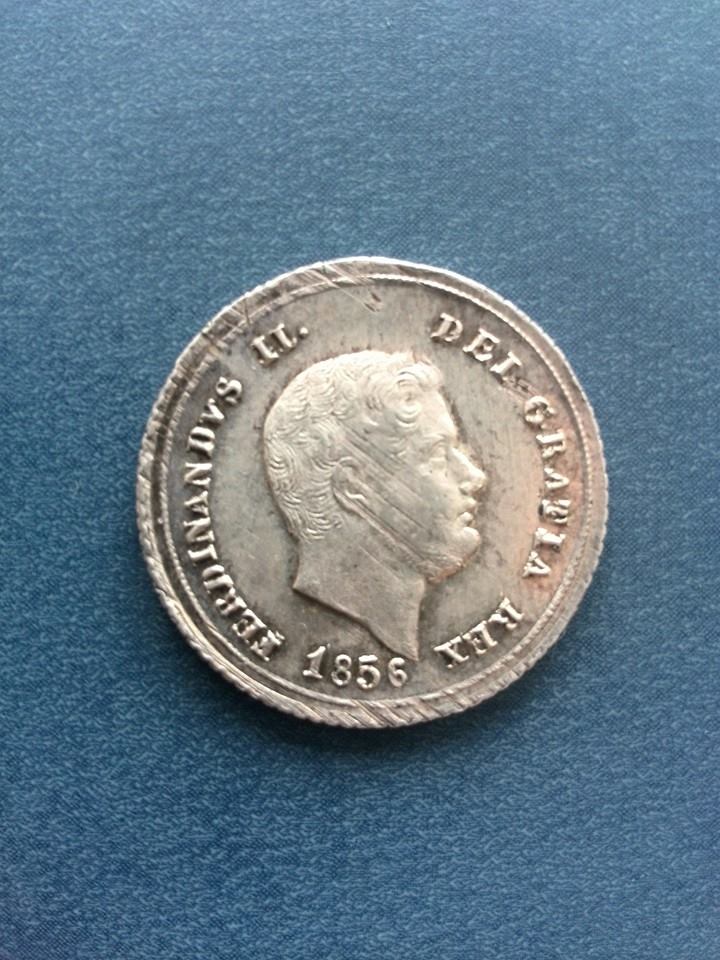 FERDINANDVS II.
DEI GRATIA REX
1856